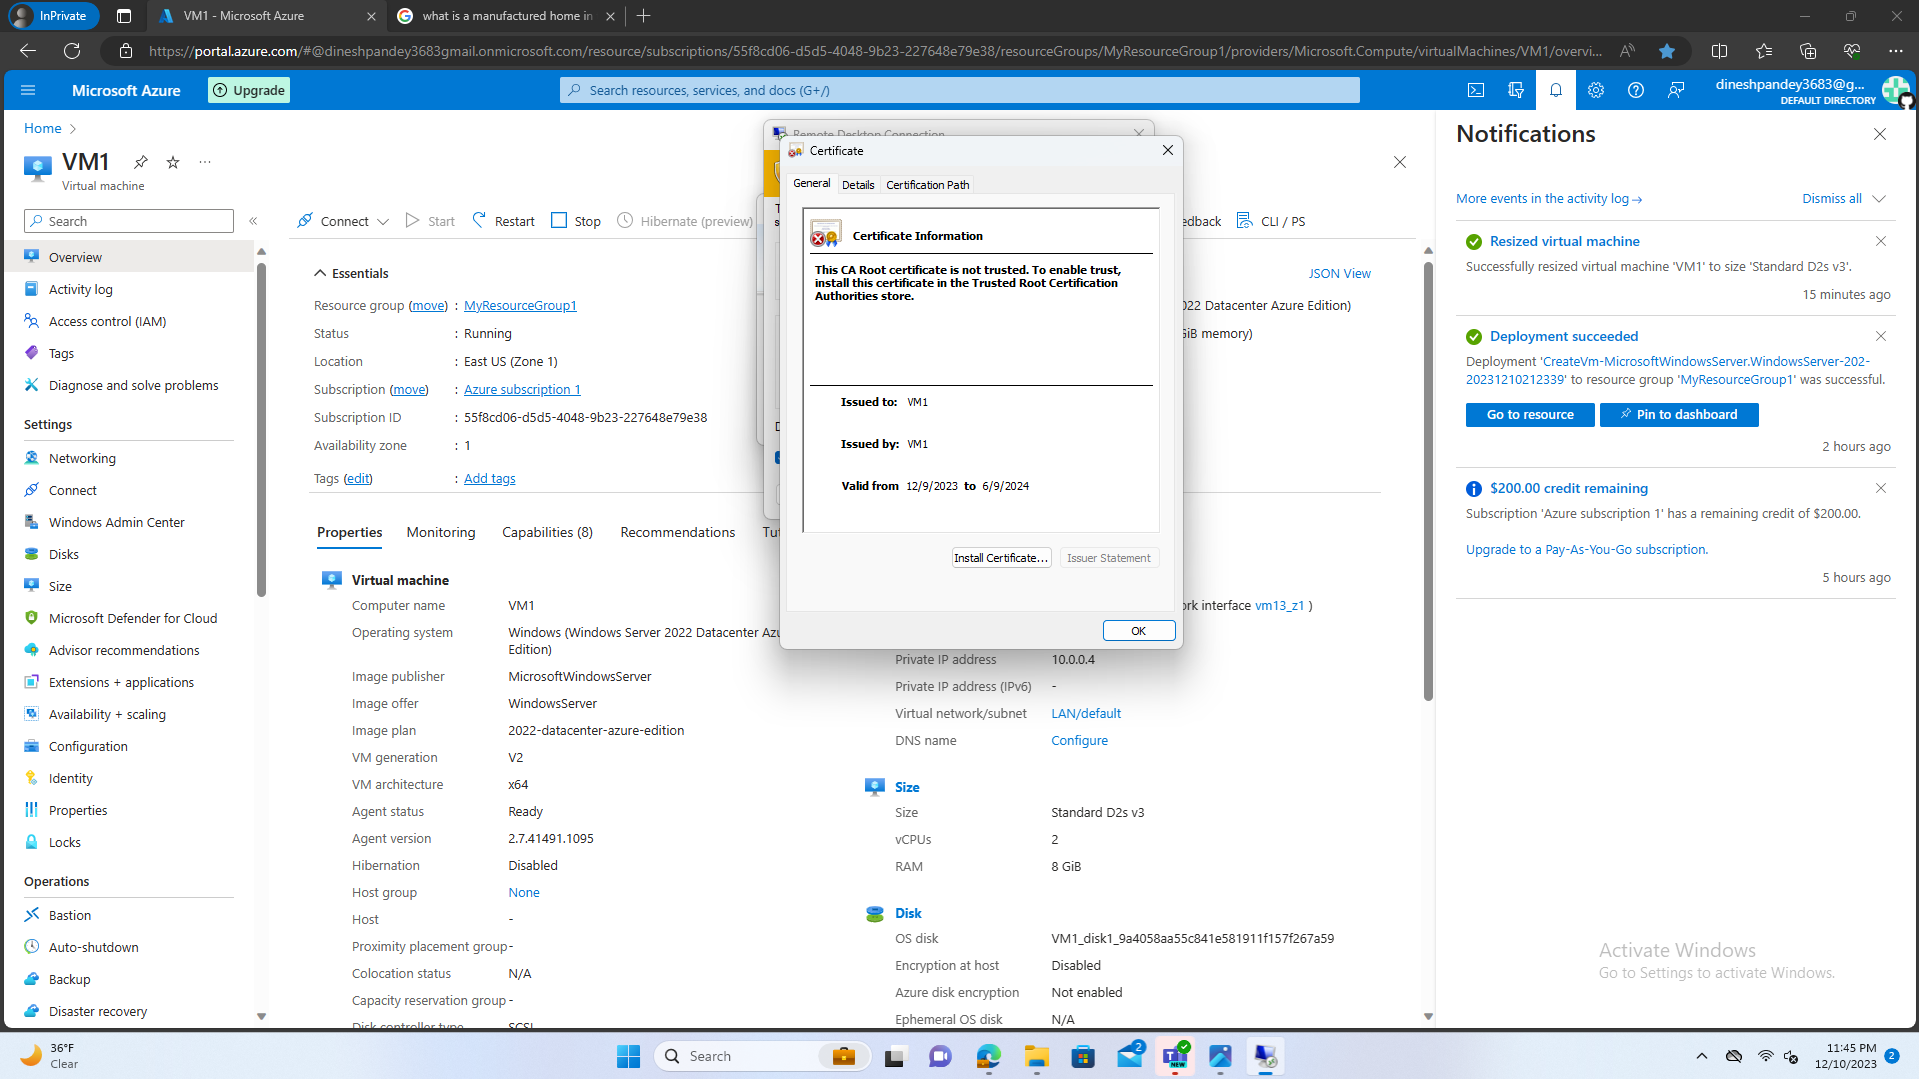 InPrivate
VM1 - Microsoft Azure
what is a manufactured home in
https://portal.azure.com/#@dineshpandey3683gmail.onmicrosoft.com/resource/subscriptions/55f8cd06-d5d5-4048-9b23-227648e79e38/resourceGroups/MyResourceGroup1/providers/Microsoft.Compute/virtualMachines/VM1/overvi...
Microsoft Azure
Upgrade
Search resources, services, and docs (G+/)
dineshpandey3683@g...
DEFAULT DIRECTORY
Home
VM1
Virtual machine
Search
Connect
Start
Restart
Stop
Hibernate (preview)
edback
CLI / PS
Overview
Activity log
Access control (IAM)
Tags
Diagnose and solve problems
Settings
Networking
Connect
Windows Admin Center
Disks
Size
Microsoft Defender for Cloud
Advisor recommendations
Extensions + applications
Availability + scaling
Configuration
Identity
Properties
Locks
Operations
Bastion
Auto-shutdown
Backup
Disaster recovery
Essentials
JSON View
Resource group (move) : MyResourceGroup1
Status : Running
Location : East US (Zone 1)
Subscription (move) : Azure subscription 1
Subscription ID : 55f8cd06-d5d5-4048-9b23-227648e79e38
Availability zone : 1
Tags (edit) : Add tags
022 Datacenter Azure Edition)
GiB memory)
Properties
Monitoring
Capabilities (8)
Recommendations
Tut
Virtual machine
Computer name VM1
Operating system Windows (Windows Server 2022 Datacenter Azu
Edition)
Image publisher MicrosoftWindowsServer
Image offer WindowsServer
Image plan 2022-datacenter-azure-edition
VM generation V2
VM architecture x64
Agent status Ready
Agent version 2.7.41491.1095
Hibernation Disabled
Host group None
Host -
Proximity placement group -
Colocation status N/A
Capacity reservation group -
Disk controller type SCSI
ork interface vm13_z1 )
Private IP address 10.0.0.4
Private IP address (IPv6) -
Virtual network/subnet LAN/default
DNS name Configure
Size
Size Standard D2s v3
vCPUs 2
RAM 8 GiB
Disk
OS disk VM1_disk1_9a4058aa55c841e581911f157f267a59
Encryption at host Disabled
Azure disk encryption Not enabled
Ephemeral OS disk N/A
Remote Desktop Connection
Certificate
General
Details
Certification Path
Certificate Information
This CA Root certificate is not trusted. To enable trust,
install this certificate in the Trusted Root Certification
Authorities store.
Issued to: VM1
Issued by: VM1
Valid from 12/9/2023 to 6/9/2024
Install Certificate...
Issuer Statement
OK
Notifications
More events in the activity log →
Dismiss all
Resized virtual machine
Successfully resized virtual machine 'VM1' to size 'Standard D2s v3'.
15 minutes ago
Deployment succeeded
Deployment 'CreateVm-MicrosoftWindowsServer.WindowsServer-202-
20231210212339' to resource group 'MyResourceGroup1' was successful.
Go to resource
Pin to dashboard
2 hours ago
$200.00 credit remaining
Subscription 'Azure subscription 1' has a remaining credit of $200.00.
Upgrade to a Pay-As-You-Go subscription.
5 hours ago
Activate Windows
Go to Settings to activate Windows.
36°F
Clear
Search
2
NEW
11:45 PM
12/10/2023
2